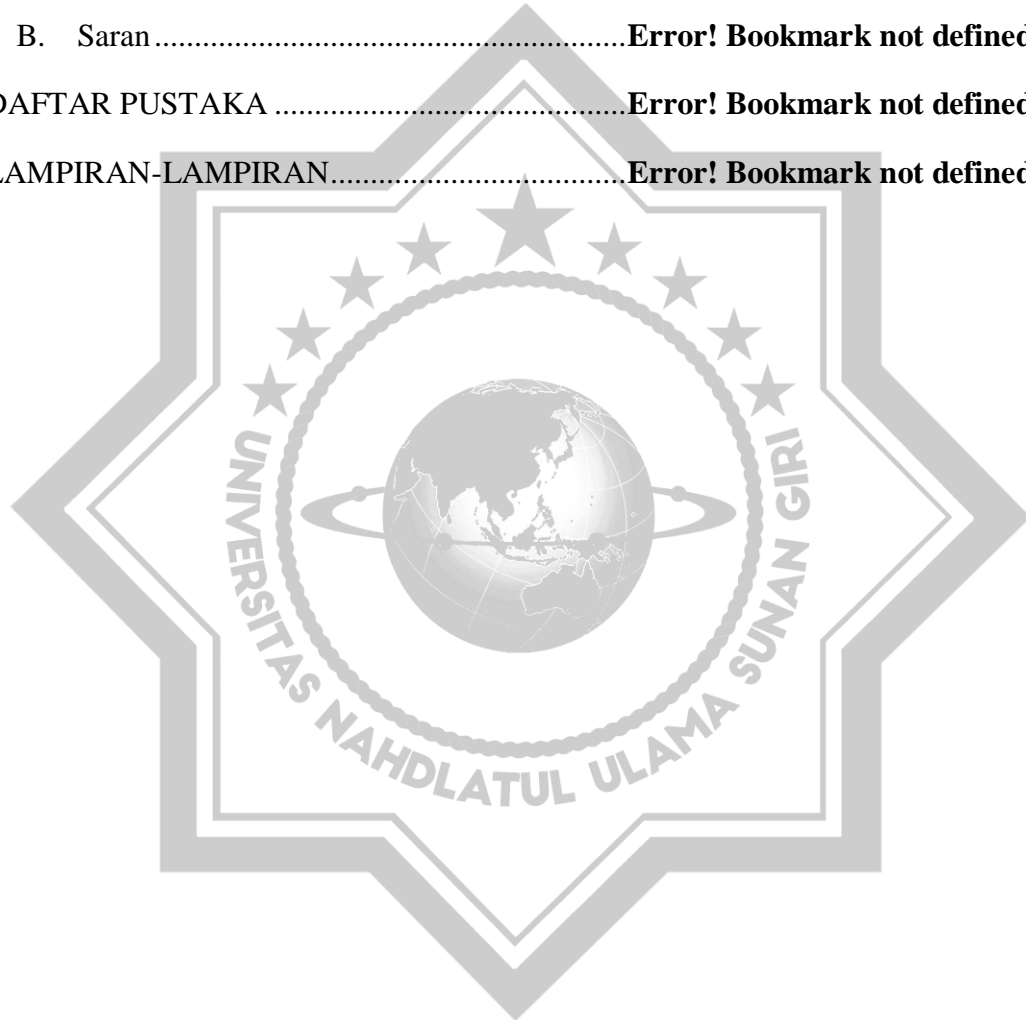 B. Saran.................................................Error! Bookmark not defined
DAFTAR PUSTAKA .....................................Error! Bookmark not defined
LAMPIRAN-LAMPIRAN...............................Error! Bookmark not defined
UNIVERSITAS NAHDLATUL ULAMA SUNAN GIRI